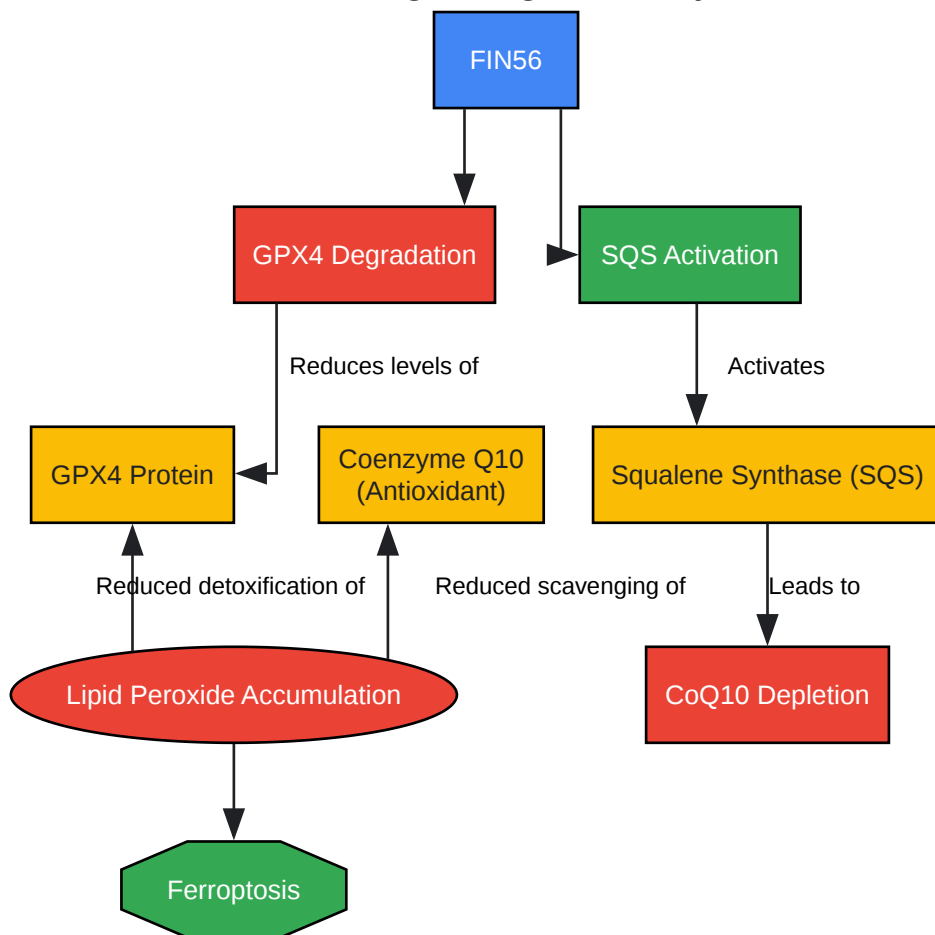 FIN56
GPX4 Degradation
SQS Activation
Reduces levels of
Activates
GPX4 Protein
Coenzyme Q10
(Antioxidant)
Squalene Synthase (SQS)
Reduced detoxification of
Reduced scavenging of
Leads to
Lipid Peroxide Accumulation
CoQ10 Depletion
Ferroptosis